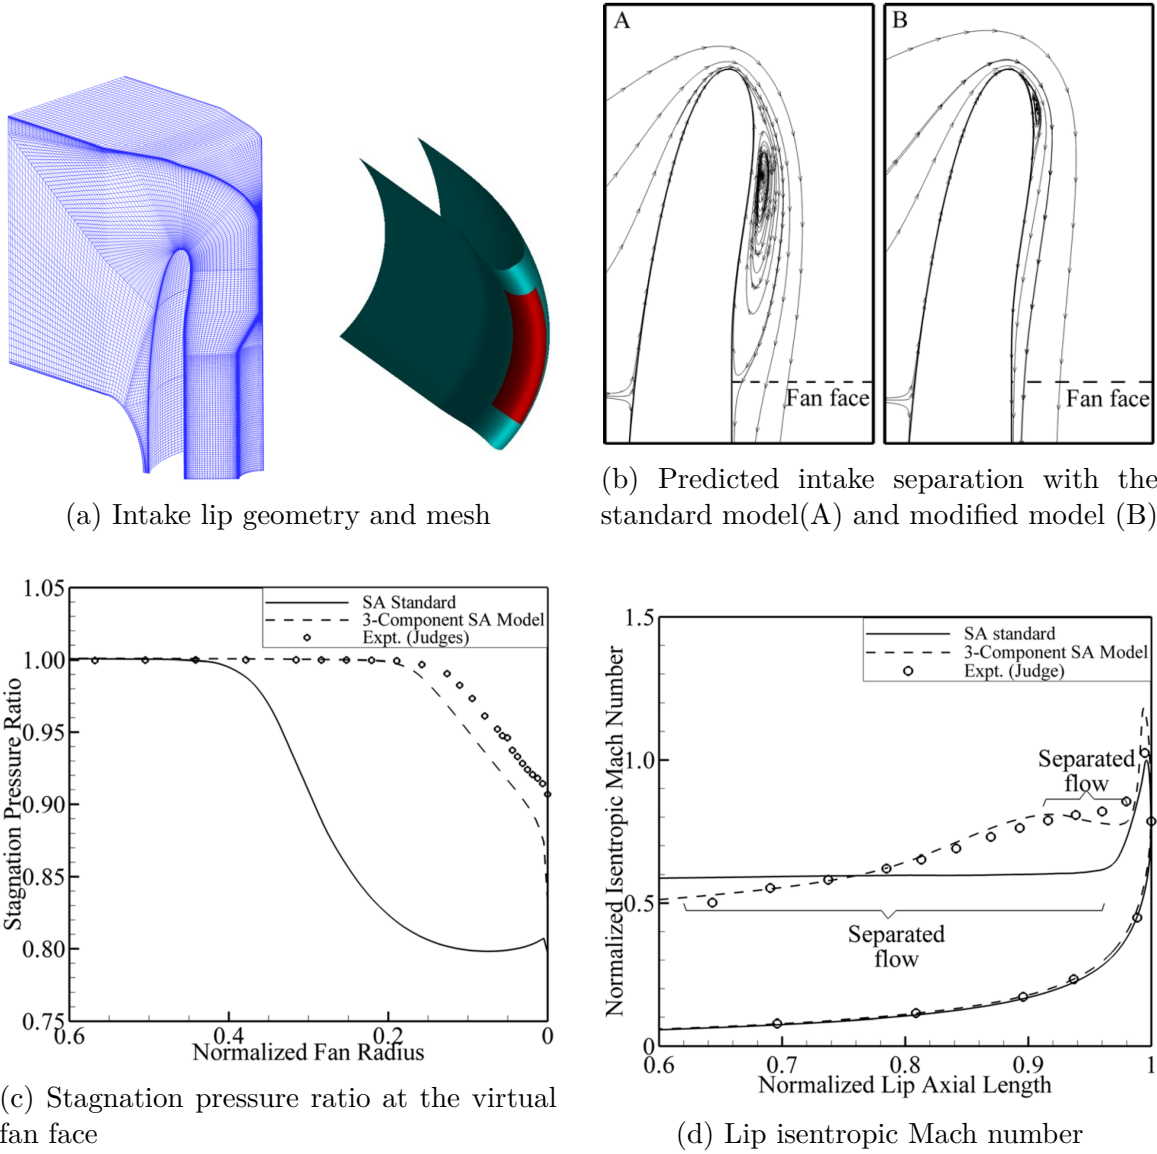 A
B
Fan face
Fan face
(a) Intake lip geometry and mesh
(b) Predicted intake separation with the
standard model(A) and modified model (B)
1.05
1.00
0.95
0.90
0.85
0.80
0.75
Stagnation Pressure Ratio
SA Standard
3-Component SA Model
Expt. (Judges)
0.6
0.4
0.2
0
Normalized Fan Radius
(c) Stagnation pressure ratio at the virtual
fan face
1.5
1.0
0.5
0
Normalized Isentropic Mach Number
SA standard
3-Component SA Model
Expt. (Judge)
Separated
flow
Separated
flow
0.6
0.7
0.8
0.9
1
Normalized Lip Axial Length
(d) Lip isentropic Mach number